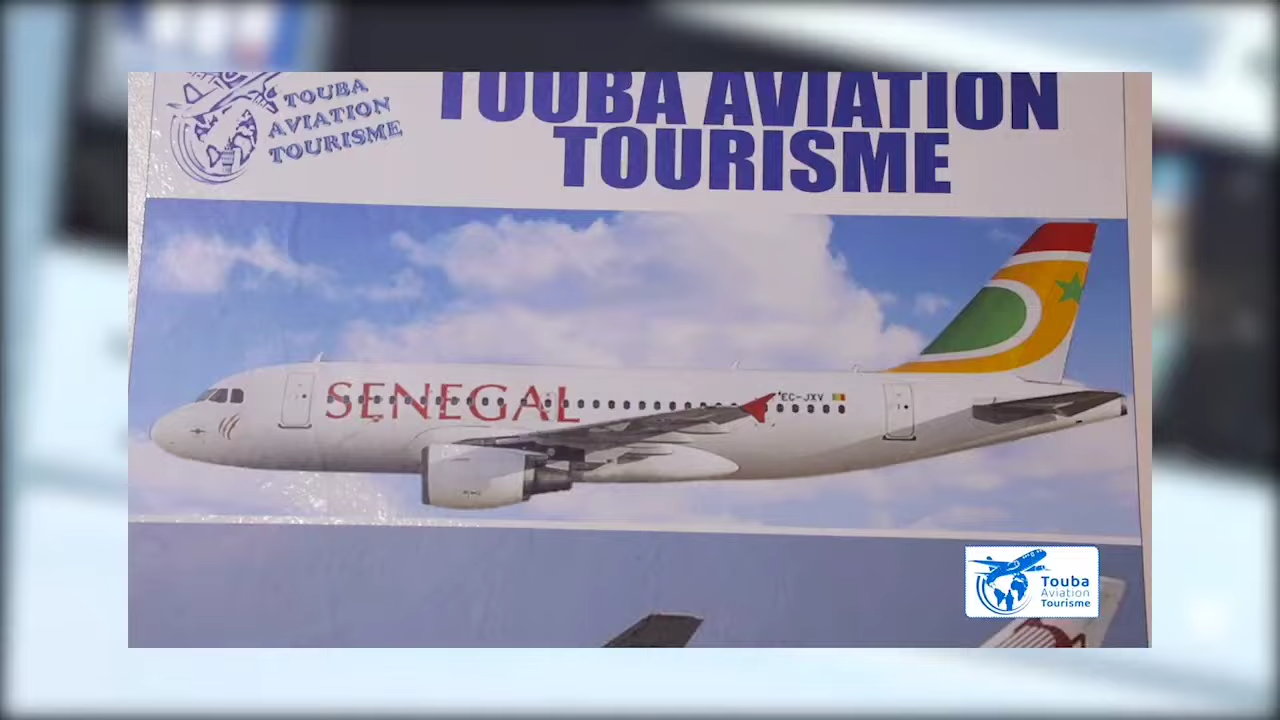 TOUBA
AVIATION
TOURISME
TOUBA AVIATION
TOURISME
SENEGAL
EC-JXV
Touba
Aviation
Tourisme